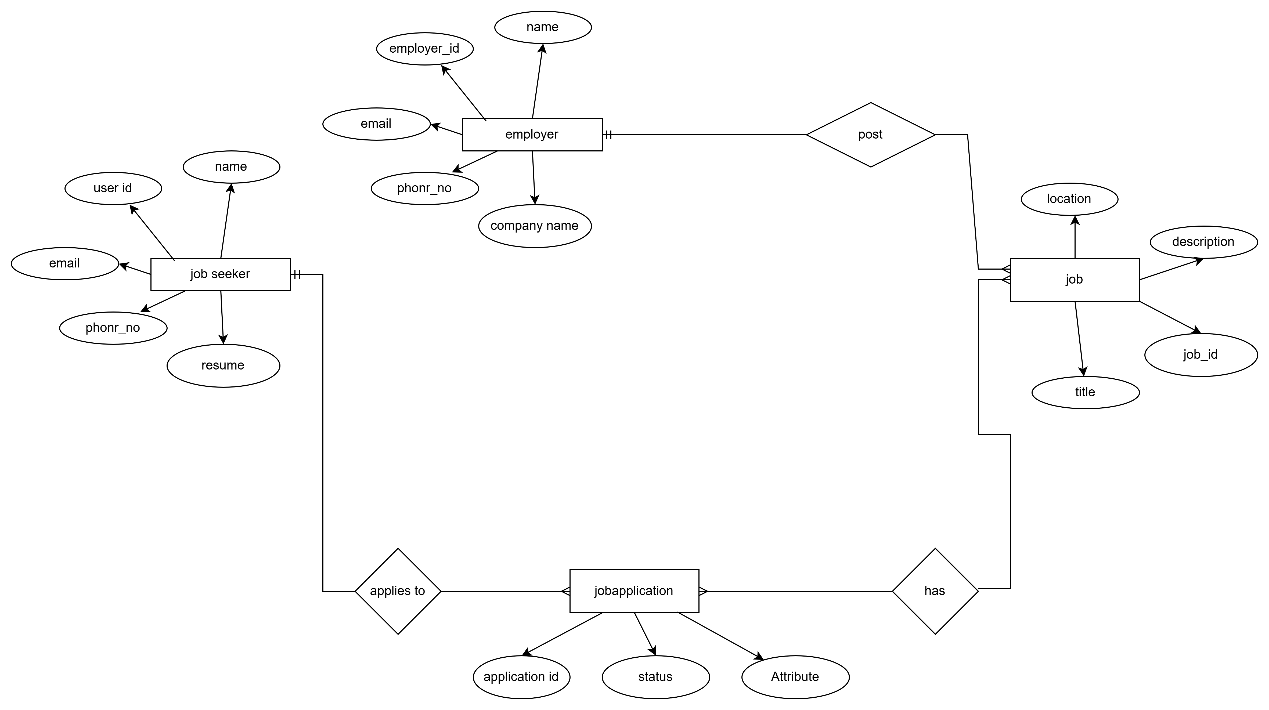 name
employer_id
email
employer
post
phonr_no
company name
name
user id
email
job seeker
phonr_no
resume
location
description
job
job_id
title
applies to
jobapplication
has
application id
status
Attribute